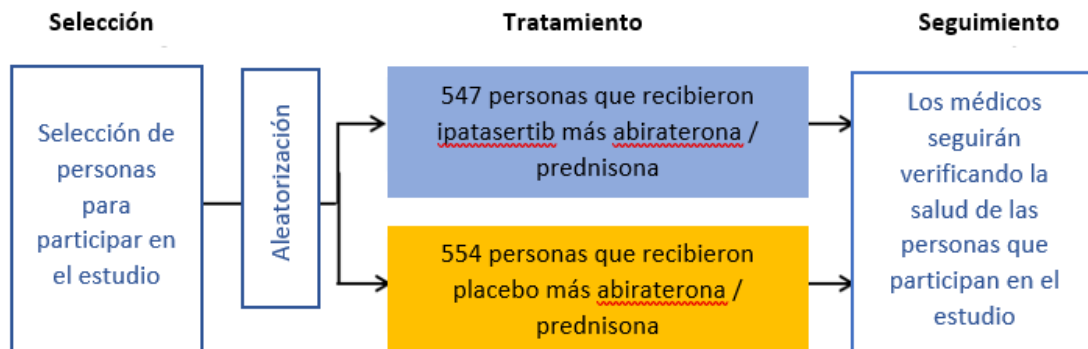 Selección
Tratamiento
Seguimiento
Selección de
personas
para
participar en
el estudio
Aleatorización
547 personas que recibieron
ipatasertib más abiraterona /
prednisona
554 personas que recibieron
placebo más abiraterona /
prednisona
Los médicos
seguirán
verificando la
salud de las
personas que
participan en el
estudio